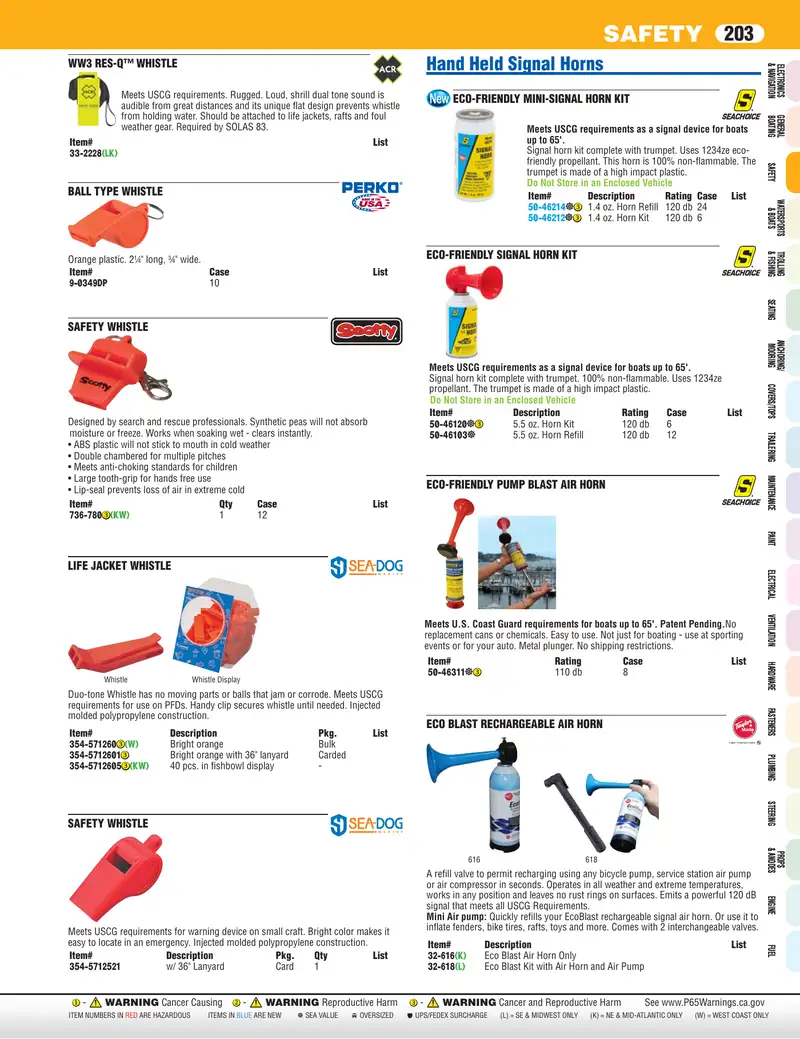 SAFETY 203
WW3 RES-Q™ WHISTLE
ACR
Meets USCG requirements. Rugged. Loud, shrill dual tone sound is
audible from great distances and its unique flat design prevents whistle
from holding water. Should be attached to life jackets, rafts and foul
weather gear. Required by SOLAS 83.
Item# List
33-2228(LK)
BALL TYPE WHISTLE
PERKO
USA
Orange plastic. 2¼" long, ¾" wide.
Item# Case List
9-0349DP 10
SAFETY WHISTLE
Scotty
Scotty
Designed by search and rescue professionals. Synthetic peas will not absorb
moisture or freeze. Works when soaking wet - clears instantly.
• ABS plastic will not stick to mouth in cold weather
• Double chambered for multiple pitches
• Meets anti-choking standards for children
• Large tooth-grip for hands free use
• Lip-seal prevents loss of air in extreme cold
Item# Qty Case List
736-780 3 (KW) 1 12
LIFE JACKET WHISTLE
SEA-DOG
Whistle Whistle Display
Duo-tone Whistle has no moving parts or balls that jam or corrode. Meets USCG
requirements for use on PFDs. Handy clip secures whistle until needed. Injected
molded polypropylene construction.
Item# Description Pkg. List
354-571260 3 (W) Bright orange Bulk
354-5712601 3 Bright orange with 36" lanyard Carded
354-5712605 3 (KW) 40 pcs. in fishbowl display -
SAFETY WHISTLE
SEA-DOG
Meets USCG requirements for warning device on small craft. Bright color makes it
easy to locate in an emergency. Injected molded polypropylene construction.
Item# Description Pkg. Qty List
354-5712521 w/ 36" Lanyard Card 1
Hand Held Signal Horns
New ECO-FRIENDLY MINI-SIGNAL HORN KIT
SEACHOICE
SIGNAL HORN
Meets USCG requirements as a signal device for boats
up to 65'.
Signal horn kit complete with trumpet. Uses 1234ze eco-
friendly propellant. This horn is 100% non-flammable. The
trumpet is made of a high impact plastic.
Do Not Store in an Enclosed Vehicle
Item# Description Rating Case List
50-46214 3 1.4 oz. Horn Refill 120 db 24
50-46212 3 1.4 oz. Horn Kit 120 db 6
ECO-FRIENDLY SIGNAL HORN KIT
SEACHOICE
SIGNAL HORN
Meets USCG requirements as a signal device for boats up to 65'.
Signal horn kit complete with trumpet. 100% non-flammable. Uses 1234ze
propellant. The trumpet is made of a high impact plastic.
Do Not Store in an Enclosed Vehicle
Item# Description Rating Case List
50-46120 3 5.5 oz. Horn Kit 120 db 6
50-46103 5.5 oz. Horn Refill 120 db 12
ECO-FRIENDLY PUMP BLAST AIR HORN
SEACHOICE
Meets U.S. Coast Guard requirements for boats up to 65'. Patent Pending.No
replacement cans or chemicals. Easy to use. Not just for boating - use at sporting
events or for your auto. Metal plunger. No shipping restrictions.
Item# Rating Case List
50-46311 3 110 db 8
ECO BLAST RECHARGEABLE AIR HORN
Taylor Made
616 618
A refill valve to permit recharging using any bicycle pump, service station air pump
or air compressor in seconds. Operates in all weather and extreme temperatures,
works in any position and leaves no rust rings on surfaces. Emits a powerful 120 dB
signal that meets all USCG Requirements.
Mini Air pump: Quickly refills your EcoBlast rechargeable signal air horn. Or use it to
inflate fenders, bike tires, rafts, toys and more. Comes with 2 interchangeable valves.
Item# Description List
32-616(K) Eco Blast Air Horn Only
32-618(L) Eco Blast Kit with Air Horn and Air Pump
ELECTRONICS
& NAVIGATION
GENERAL
BOATING
SAFETY
WATERSPORTS
& BOATS
TROLLING
& FISHING
SEATING
ANCHORING/
MOORING
COVERS/TOPS
TRAILERING
MAINTENANCE
PAINT
ELECTRICAL
VENTILATION
HARDWARE
FASTENERS
PLUMBING
STEERING
PROPS
& ANODES
ENGINE
FUEL
1 - WARNING Cancer Causing 2 - WARNING Reproductive Harm 3 - WARNING Cancer and Reproductive Harm See www.P65Warnings.ca.gov
ITEM NUMBERS IN RED ARE HAZARDOUS ITEMS IN BLUE ARE NEW SEA VALUE OVERSIZED UPS/FEDEX SURCHARGE (L) = SE & MIDWEST ONLY (K) = NE & MID-ATLANTIC ONLY (W) = WEST COAST ONLY